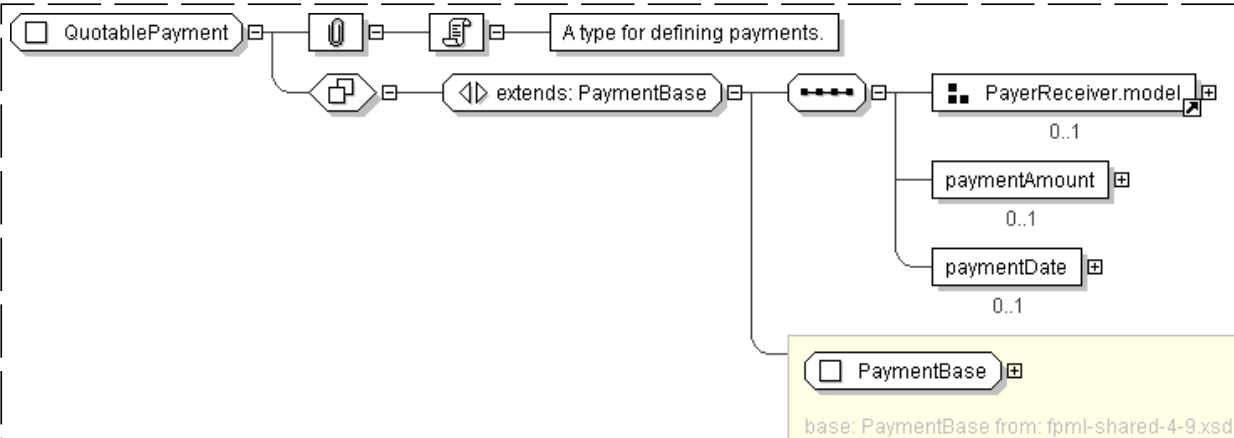 QuotablePayment
A type for defining payments.
extends: PaymentBase
PayerReceiver.model
0..1
paymentAmount
0..1
paymentDate
0..1
PaymentBase
base: PaymentBase from: fpml-shared-4-9.xsd